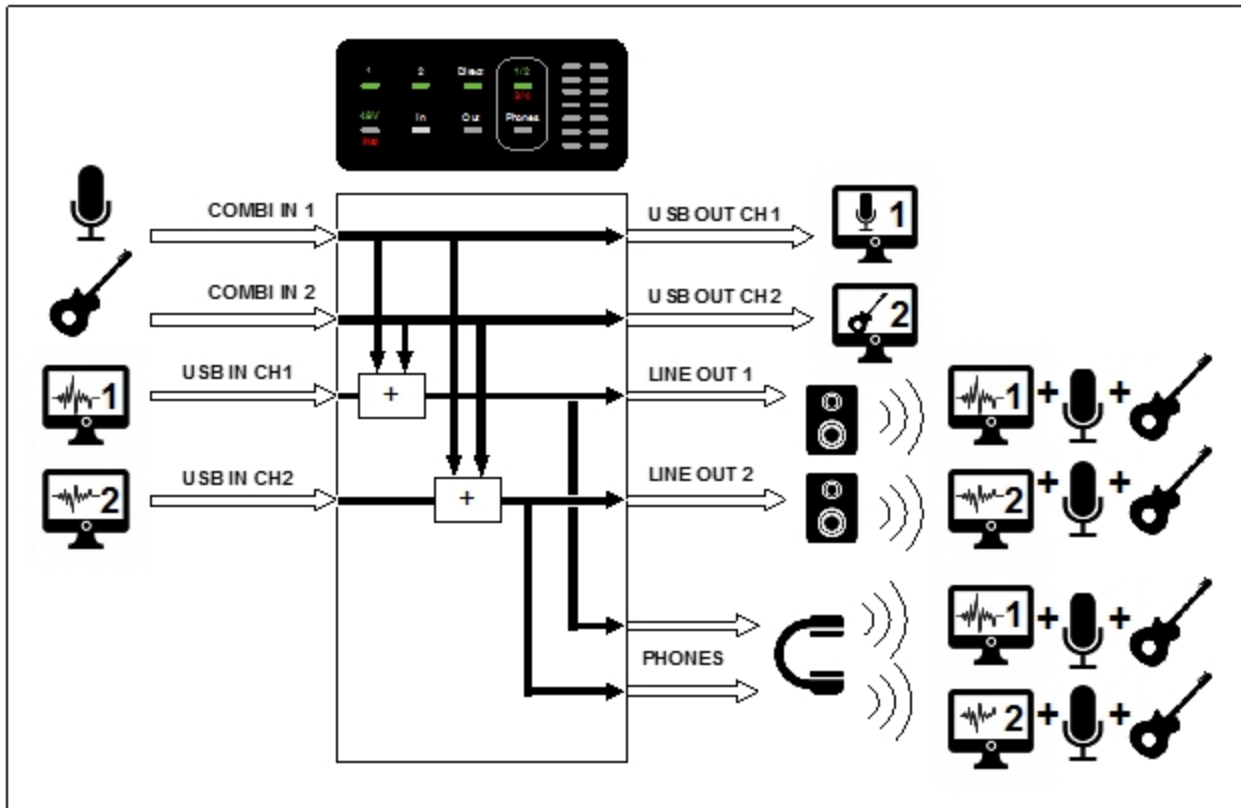 1 2 Direct 1/2
3/4
48V In Out Phones
Inst
COMBI IN 1
USB OUT CH1
1
COMBI IN 2
USB OUT CH2
2
USB IN CH1
1
+
LINE OUT 1
1 + +
USB IN CH2
2
+
LINE OUT 2
2 + +
1 + +
PHONES
2 + +